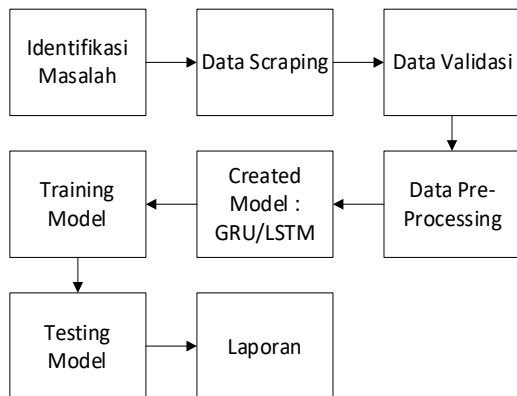 Identifikasi
Masalah
Data Scraping
Data Validasi
Training
Model
Created
Model :
GRU/LSTM
Data Pre-
Processing
Testing
Model
Laporan